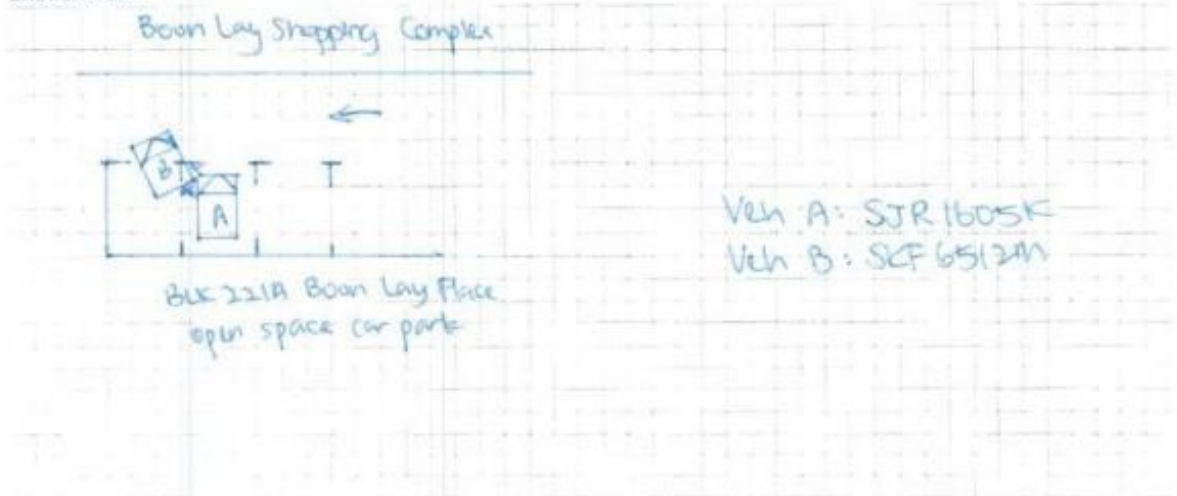 Boon Lay Shopping Complex
B
A
Veh A: SJR1605K
Veh B: SCF6512M
BLK 221A Boon Lay Place
open space car park